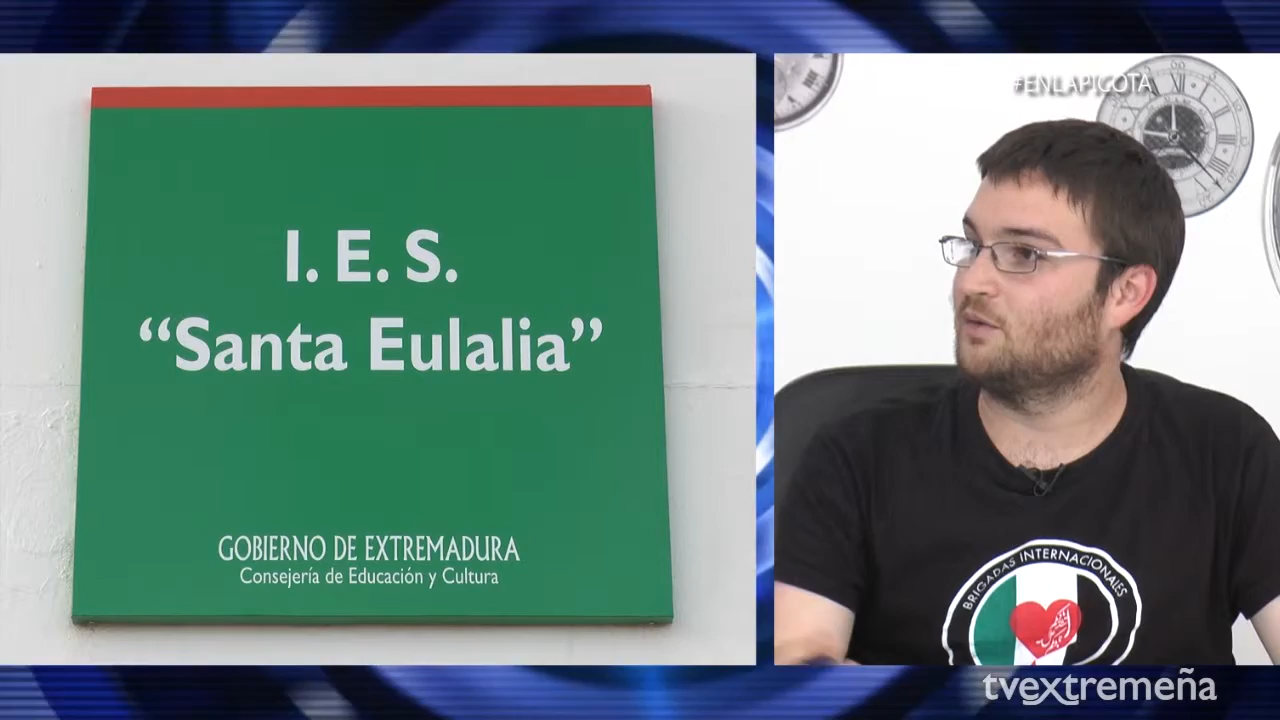 I. E. S.
“Santa Eulalia”
GOBIERNO DE EXTREMADURA
Consejería de Educación y Cultura
#ENLAPICOTA
BRIGADAS INTERNACIONALES
tvextremeña